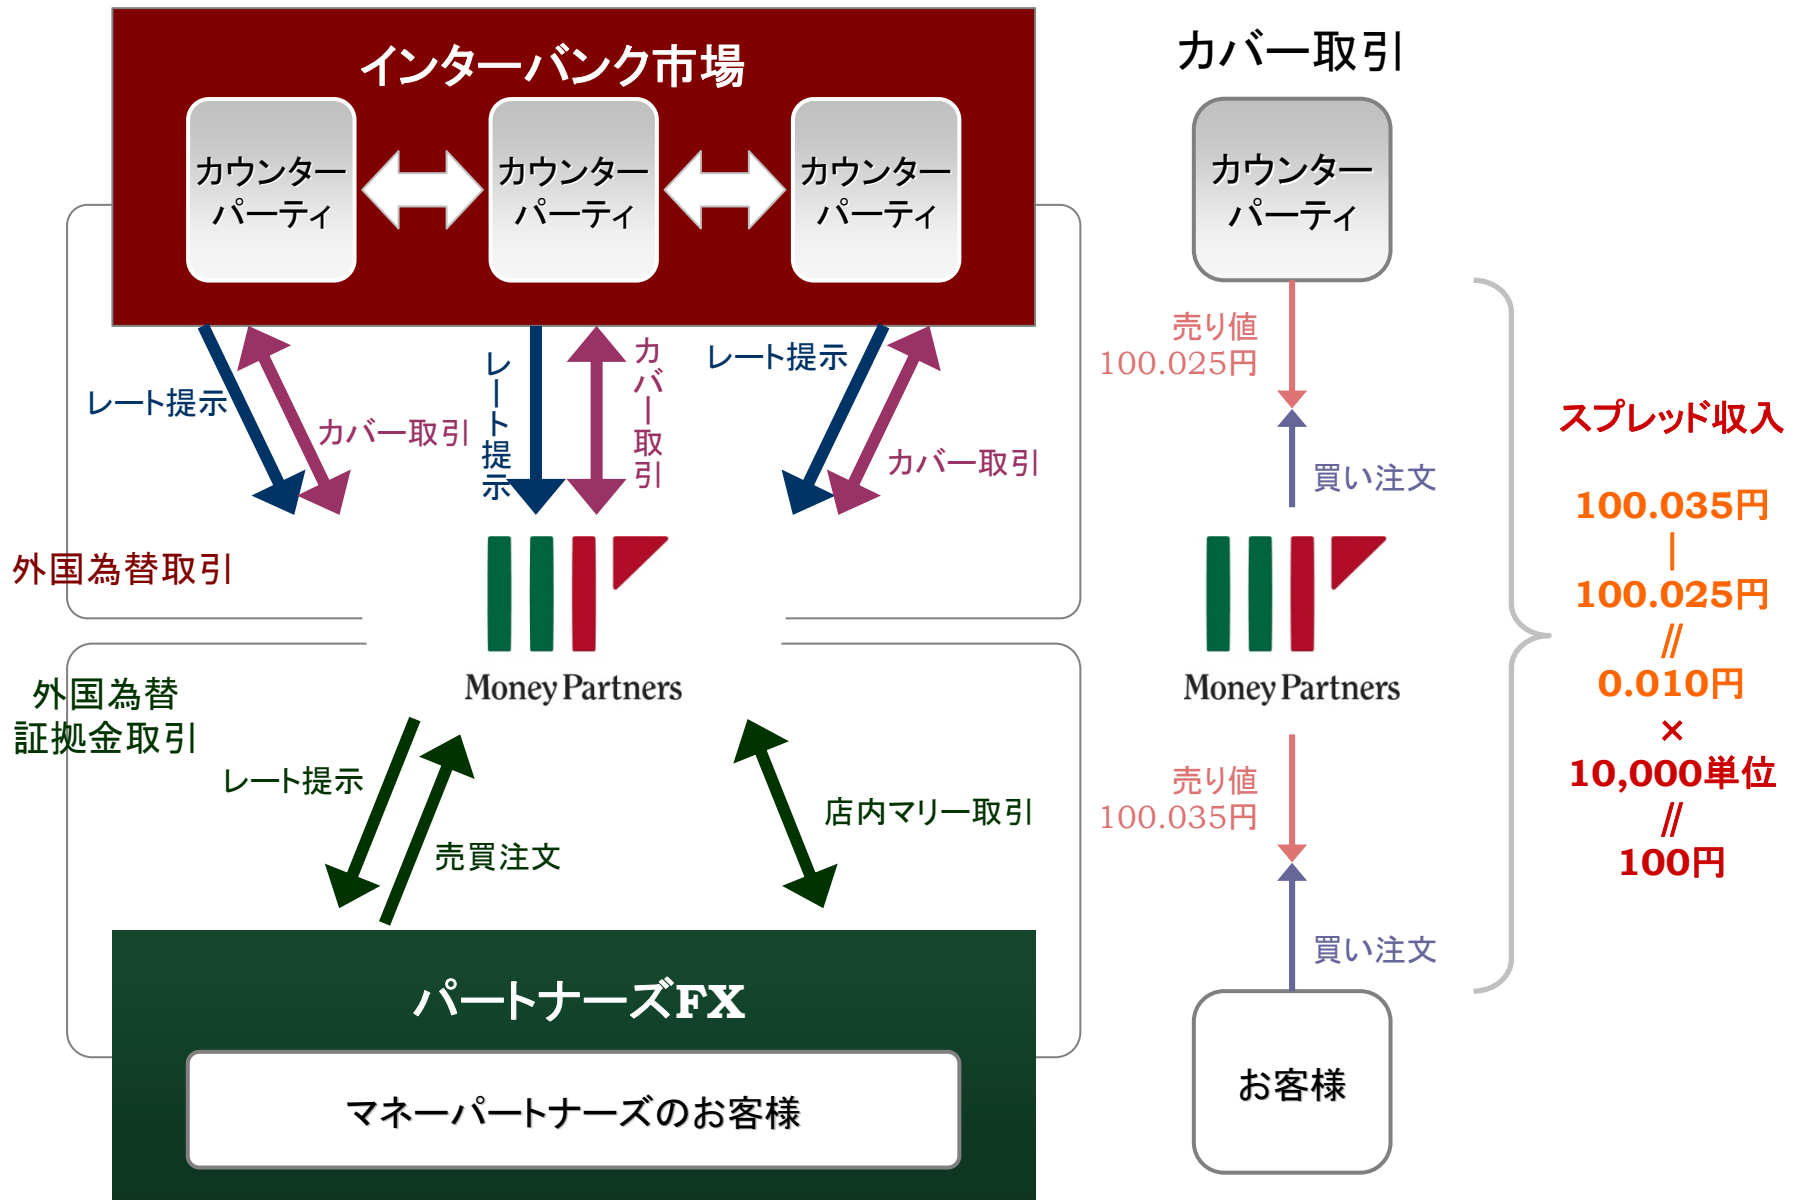 インターバンク市場
カウンター
パーティ
カウンター
パーティ
カウンター
パーティ
レート提示
カバー取引
レート提示
カバー取引
レート提示
カバー取引
外国為替取引
Money Partners
外国為替
証拠金取引
レート提示
売買注文
店内マリー取引
パートナーズFX
マネーパートナーズのお客様
カバー取引
カウンター
パーティ
売り値
100.025円
買い注文
Money Partners
売り値
100.035円
買い注文
お客様
スプレッド収入
100.035円
|
100.025円
//
0.010円
×
10,000単位
//
100円